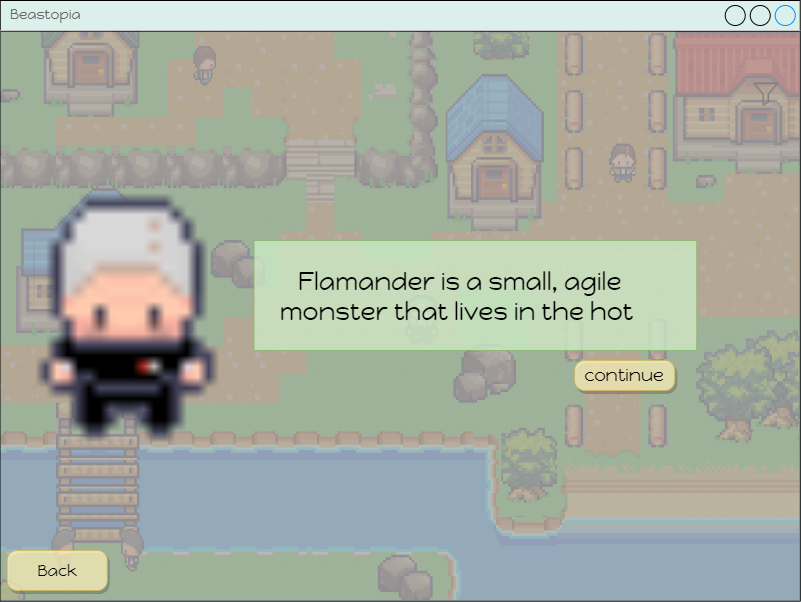 Beastopia
Flamander is a small, agile
monster that lives in the hot
continue
Back